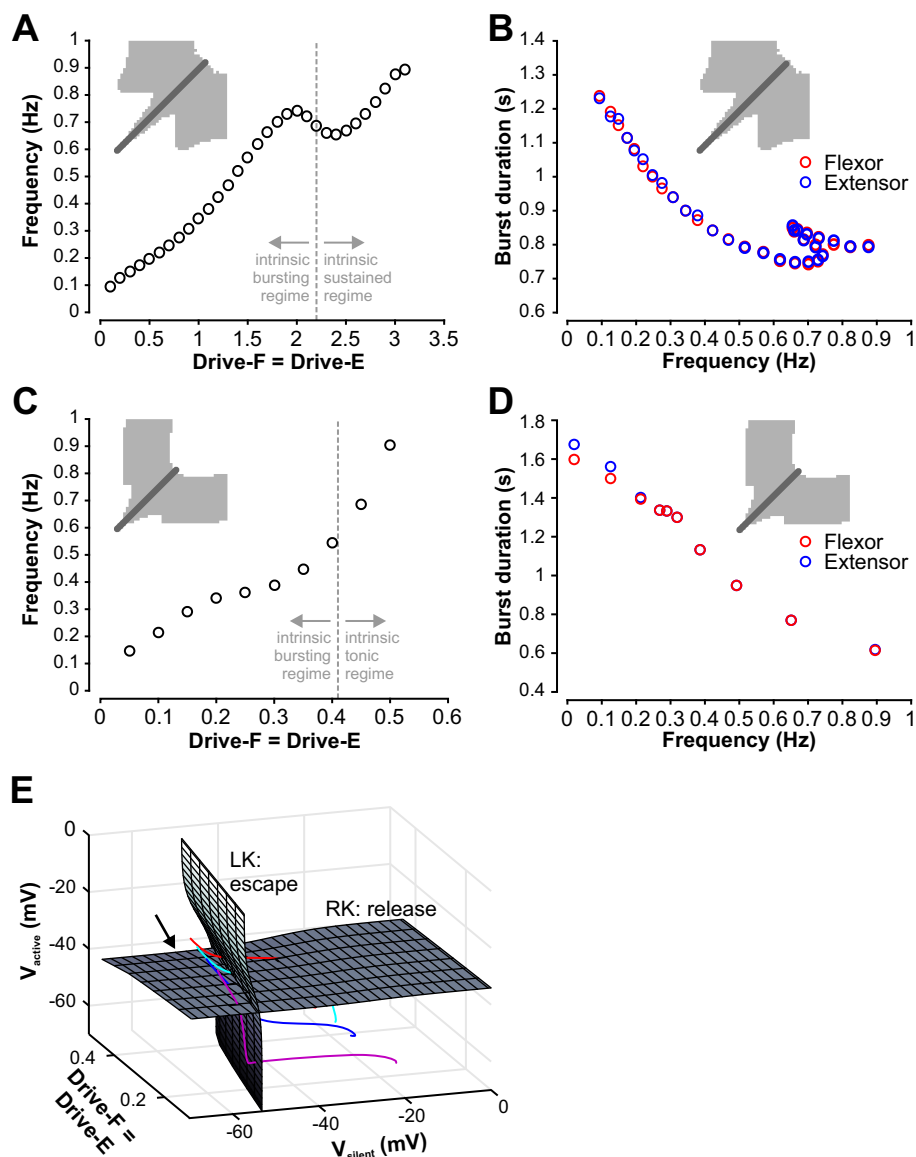 A
1
0.9
0.8
0.7
0.6
0.5
0.4
0.3
0.2
0.1
0
Frequency (Hz)
intrinsic
bursting
regime
intrinsic
sustained
regime
0 0.5 1 1.5 2 2.5 3 3.5
Drive-F = Drive-E
B
1.4
1.2
1
0.8
0.6
Burst duration (s)
Flexor
Extensor
0 0.1 0.2 0.3 0.4 0.5 0.6 0.7 0.8 0.9 1
Frequency (Hz)
C
1
0.9
0.8
0.7
0.6
0.5
0.4
0.3
0.2
0.1
0
Frequency (Hz)
intrinsic
bursting
regime
intrinsic
tonic
regime
0 0.1 0.2 0.3 0.4 0.5 0.6
Drive-F = Drive-E
D
1.8
1.6
1.4
1.2
1
0.8
0.6
0.4
Burst duration (s)
Flexor
Extensor
0 0.1 0.2 0.3 0.4 0.5 0.6 0.7 0.8 0.9 1
Frequency (Hz)
E
0
-20
-40
-60
Vactive (mV)
LK:
escape
RK: release
0.4
0.2
Drive-F =
Drive-E
-60 -40 -20 0
Vsilent (mV)